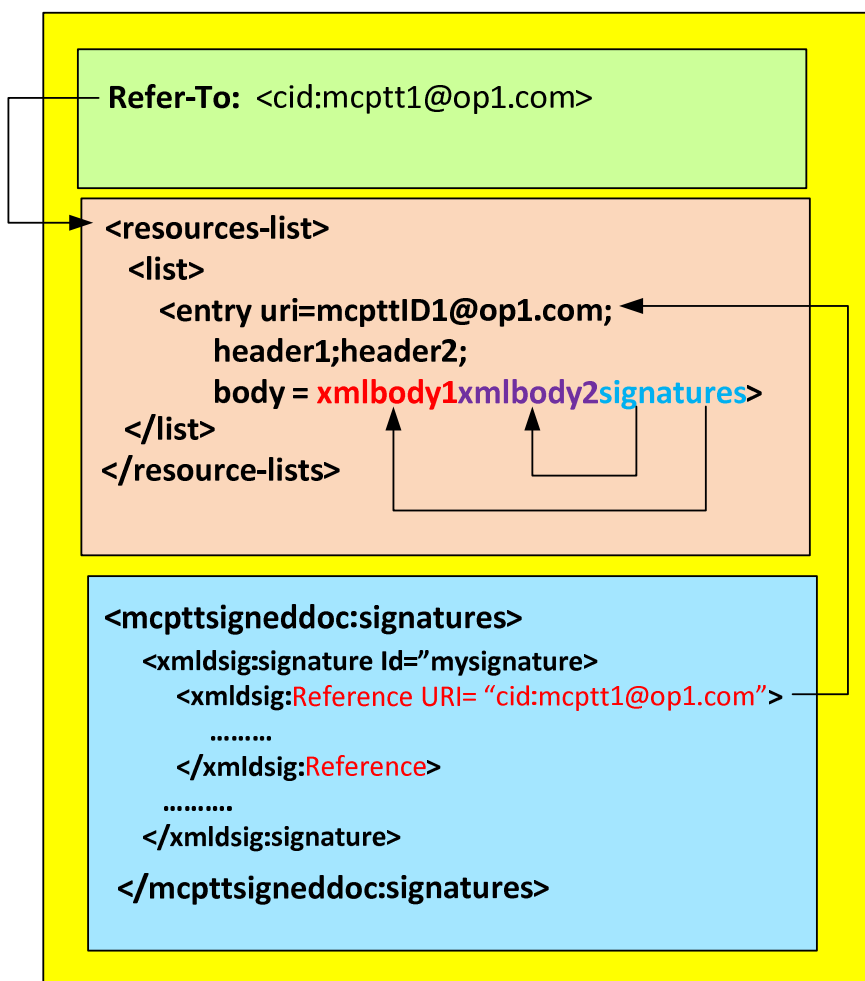 Refer-To: <cid:mcptt1@op1.com>
<resources-list>
<list>
<entry uri=mcpttID1@op1.com;
header1;header2;
body = xmlbody1xmlbody2signatures>
</list>
</resource-lists>
<mcpttsigneddoc:signatures>
<xmldsig:signature Id=”mysignature>
<xmldsig:Reference URI= “cid:mcptt1@op1.com”>
………
</xmldsig:Reference>
……….
</xmldsig:signature>
</mcpttsigneddoc:signatures>